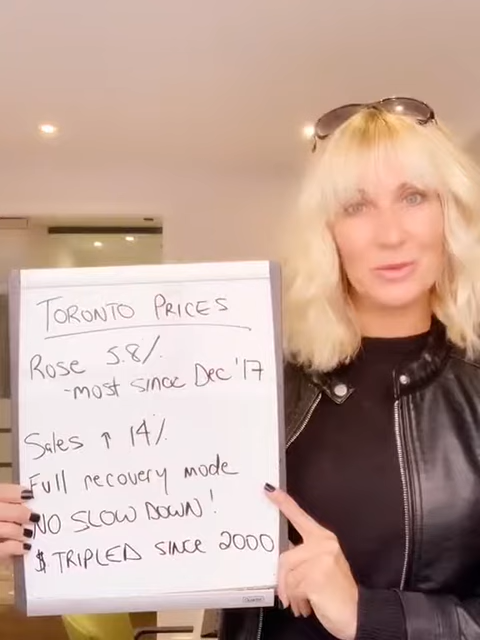 TORONTO PRICES
ROSE 5.8%
-MOST SINCE DEC '17
Sales ↑ 14%
Full recovery mode
NO SLOW DOWN!
$ TRIPLED SINCE 2000